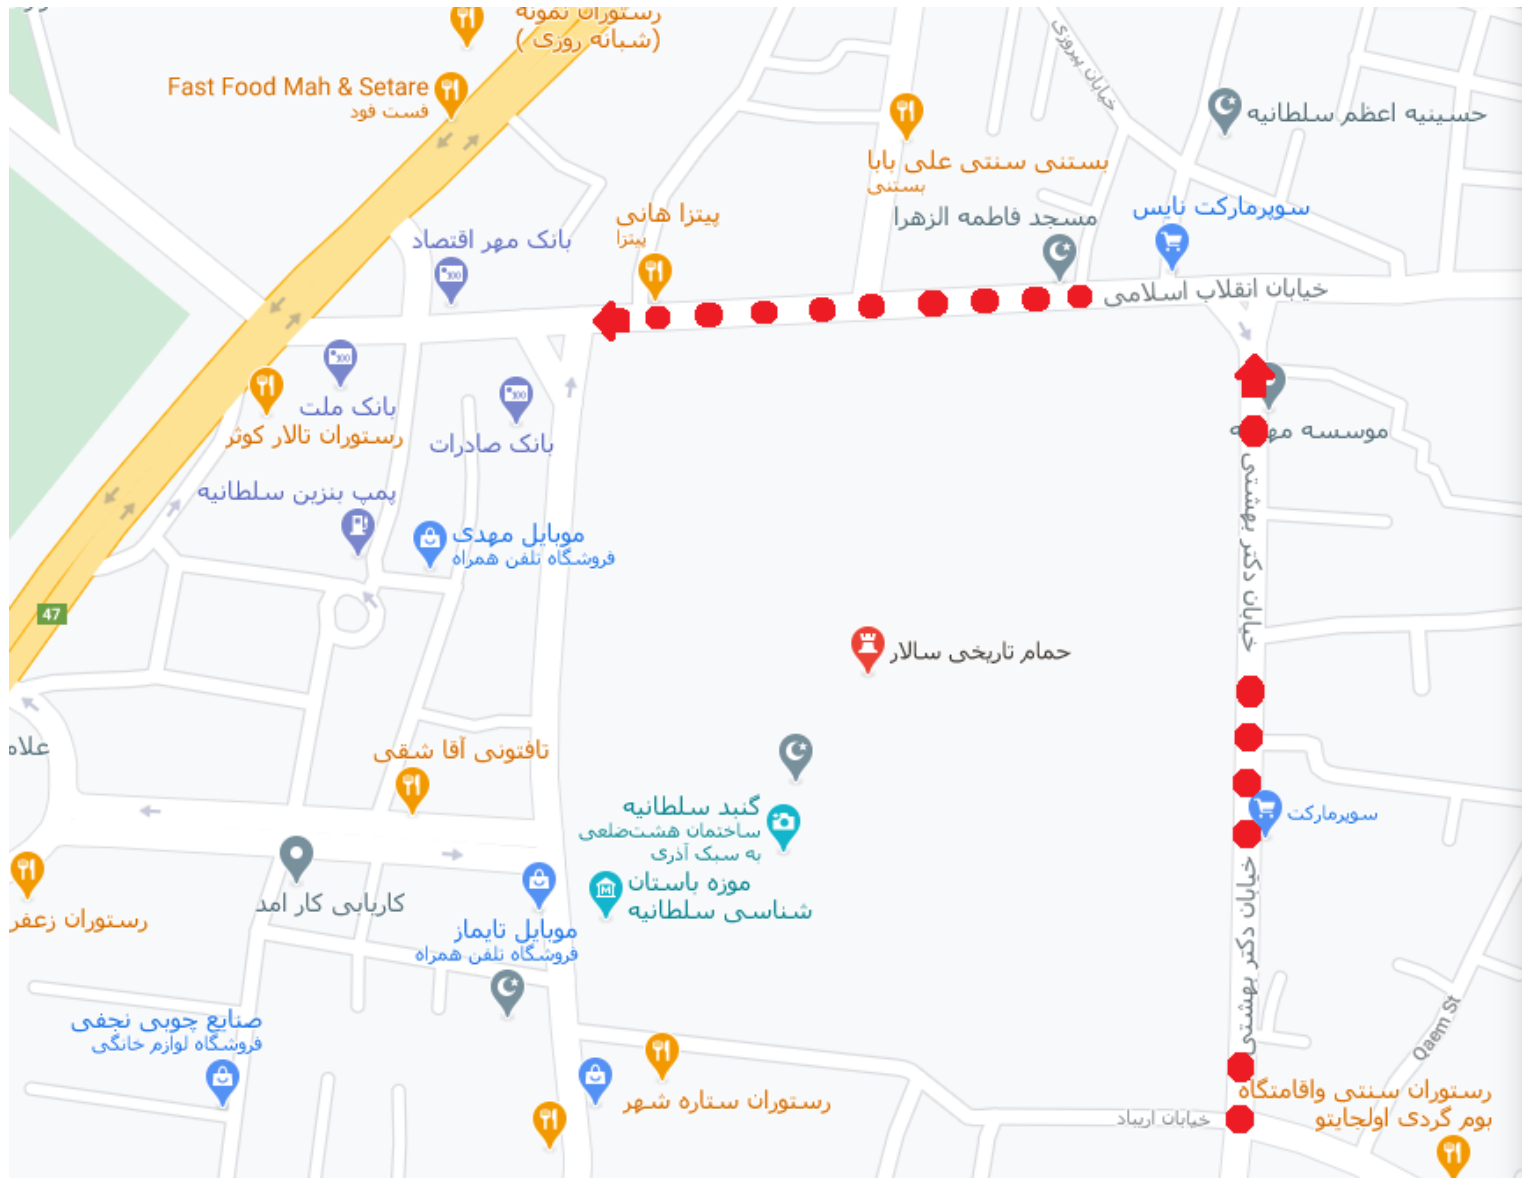 رستوران نمونه
(شبانه روزی )
Fast Food Mah & Setare
فست فود
خیابان پیروزی
حسینیه اعظم سلطانیه
بستنی سنتی علی بابا
بستنی
سوپرمارکت نایس
مسجد فاطمه الزهرا
پیتزا هانی
پیتزا
بانک مهر اقتصاد
خیابان انقلاب اسلامی
بانک ملت
رستوران تالار کوثر
بانک صادرات
موسسه
پمپ بنزین سلطانیه
موبایل مهدی
فروشگاه تلفن همراه
خیابان دکتر بهشتی
47
حمام تاریخی سالار
علاء
تافتونی آقا شقی
گنبد سلطانیه
ساختمان هشت‌ضلعی
به سبک آذری
سوپرمارکت
موزه باستان
شناسی سلطانیه
کاریابی کار امد
رستوران زعفر
موبایل تایماز
فروشگاه تلفن همراه
خیابان دکتر بهشتی
صنایع چوبی نجفی
فروشگاه لوازم خانگی
Qaem St
رستوران ستاره شهر
رستوران سنتی واقامتگاه
بوم گردی اولجایتو
خیابان اریباد